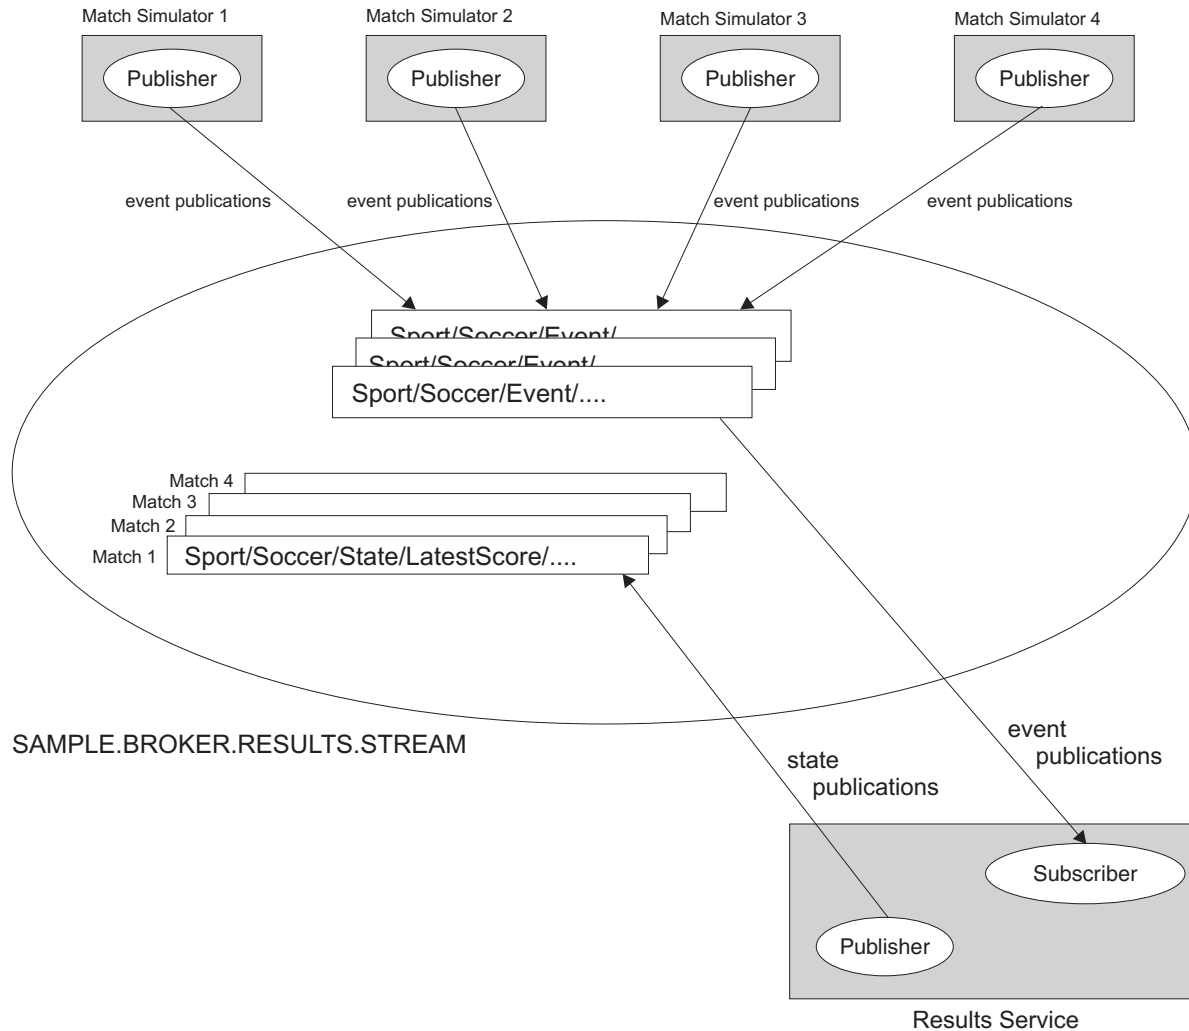 Match Simulator 1
Match Simulator 2
Match Simulator 3
Match Simulator 4
Publisher
Publisher
Publisher
Publisher
event publications
event publications
event publications
event publications
Sport/Soccer/Event/
Sport/Soccer/Event/
Sport/Soccer/Event/....
Match 4
Match 3
Match 2
Match 1
Sport/Soccer/State/LatestScore/....
SAMPLE.BROKER.RESULTS.STREAM
event
publications
state
publications
Subscriber
Publisher
Results Service